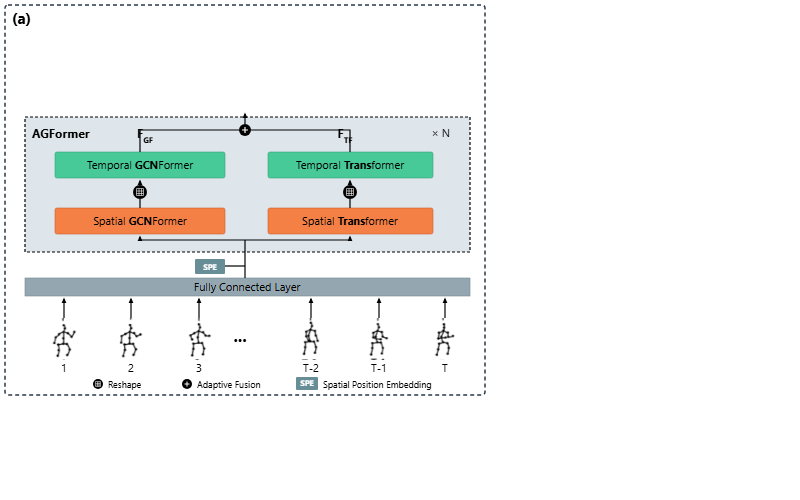 (a)
AGFormer
F GF
F TF
× N
Temporal GCNFormer
Temporal Transformer
Spatial GCNFormer
Spatial Transformer
SPE
Fully Connected Layer
...
1 2 3 T-2 T-1 T
Reshape
Adaptive Fusion
SPE Spatial Position Embedding